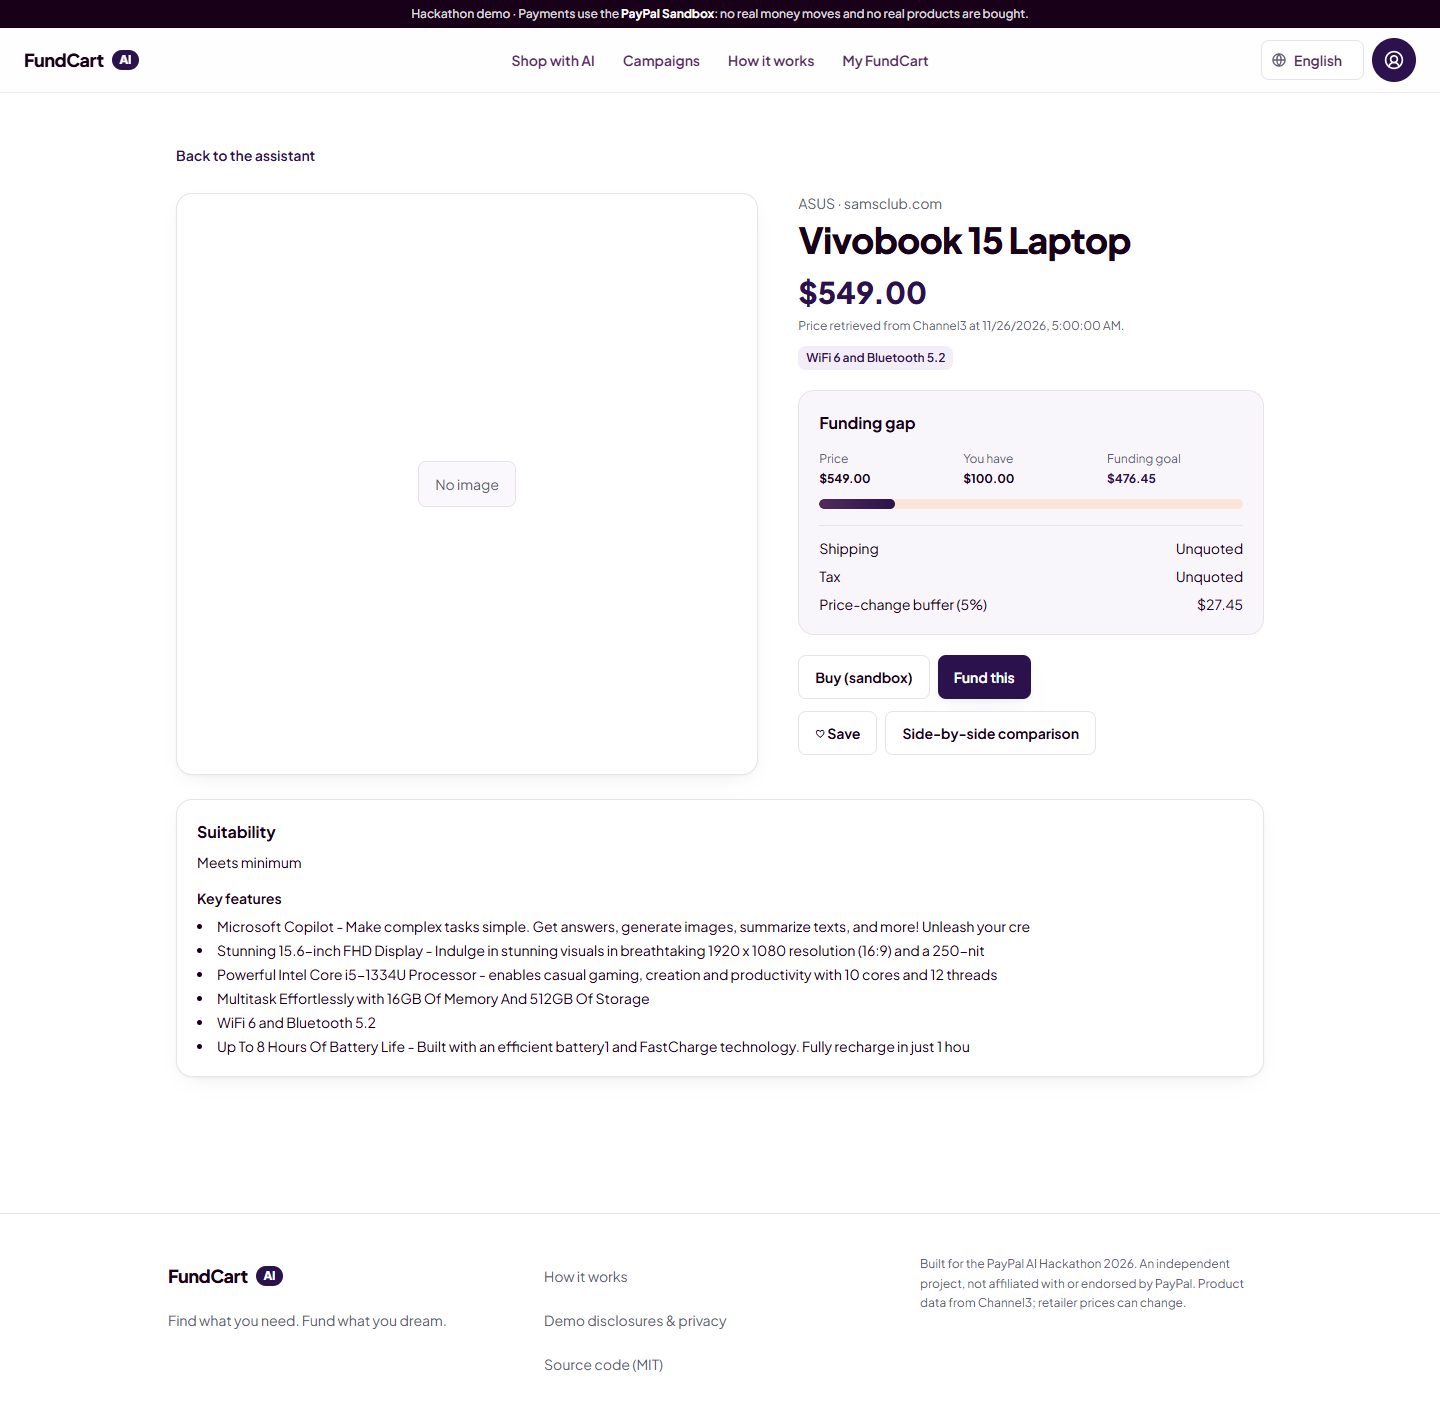 Hackathon demo · Payments use the PayPal Sandbox: no real money moves and no real products are bought.
FundCart AI
Shop with AI
Campaigns
How it works
My FundCart
English
Back to the assistant
No image
ASUS · samsclub.com
Vivobook 15 Laptop
$549.00
Price retrieved from Channel3 at 11/26/2026, 5:00:00 AM.
WiFi 6 and Bluetooth 5.2
Funding gap
Price You have Funding goal
$549.00 $100.00 $476.45
Shipping Unquoted
Tax Unquoted
Price-change buffer (5%) $27.45
Buy (sandbox)
Fund this
Save
Side-by-side comparison
Suitability
Meets minimum
Key features
Microsoft Copilot - Make complex tasks simple. Get answers, generate images, summarize texts, and more! Unleash your cre
Stunning 15.6-inch FHD Display - Indulge in stunning visuals in breathtaking 1920 x 1080 resolution (16:9) and a 250-nit
Powerful Intel Core i5-1334U Processor - enables casual gaming, creation and productivity with 10 cores and 12 threads
Multitask Effortlessly with 16GB Of Memory And 512GB Of Storage
WiFi 6 and Bluetooth 5.2
Up To 8 Hours Of Battery Life - Built with an efficient battery1 and FastCharge technology. Fully recharge in just 1 hou
FundCart AI
Find what you need. Fund what you dream.
How it works
Demo disclosures & privacy
Source code (MIT)
Built for the PayPal AI Hackathon 2026. An independent
project, not affiliated with or endorsed by PayPal. Product
data from Channel3; retailer prices can change.